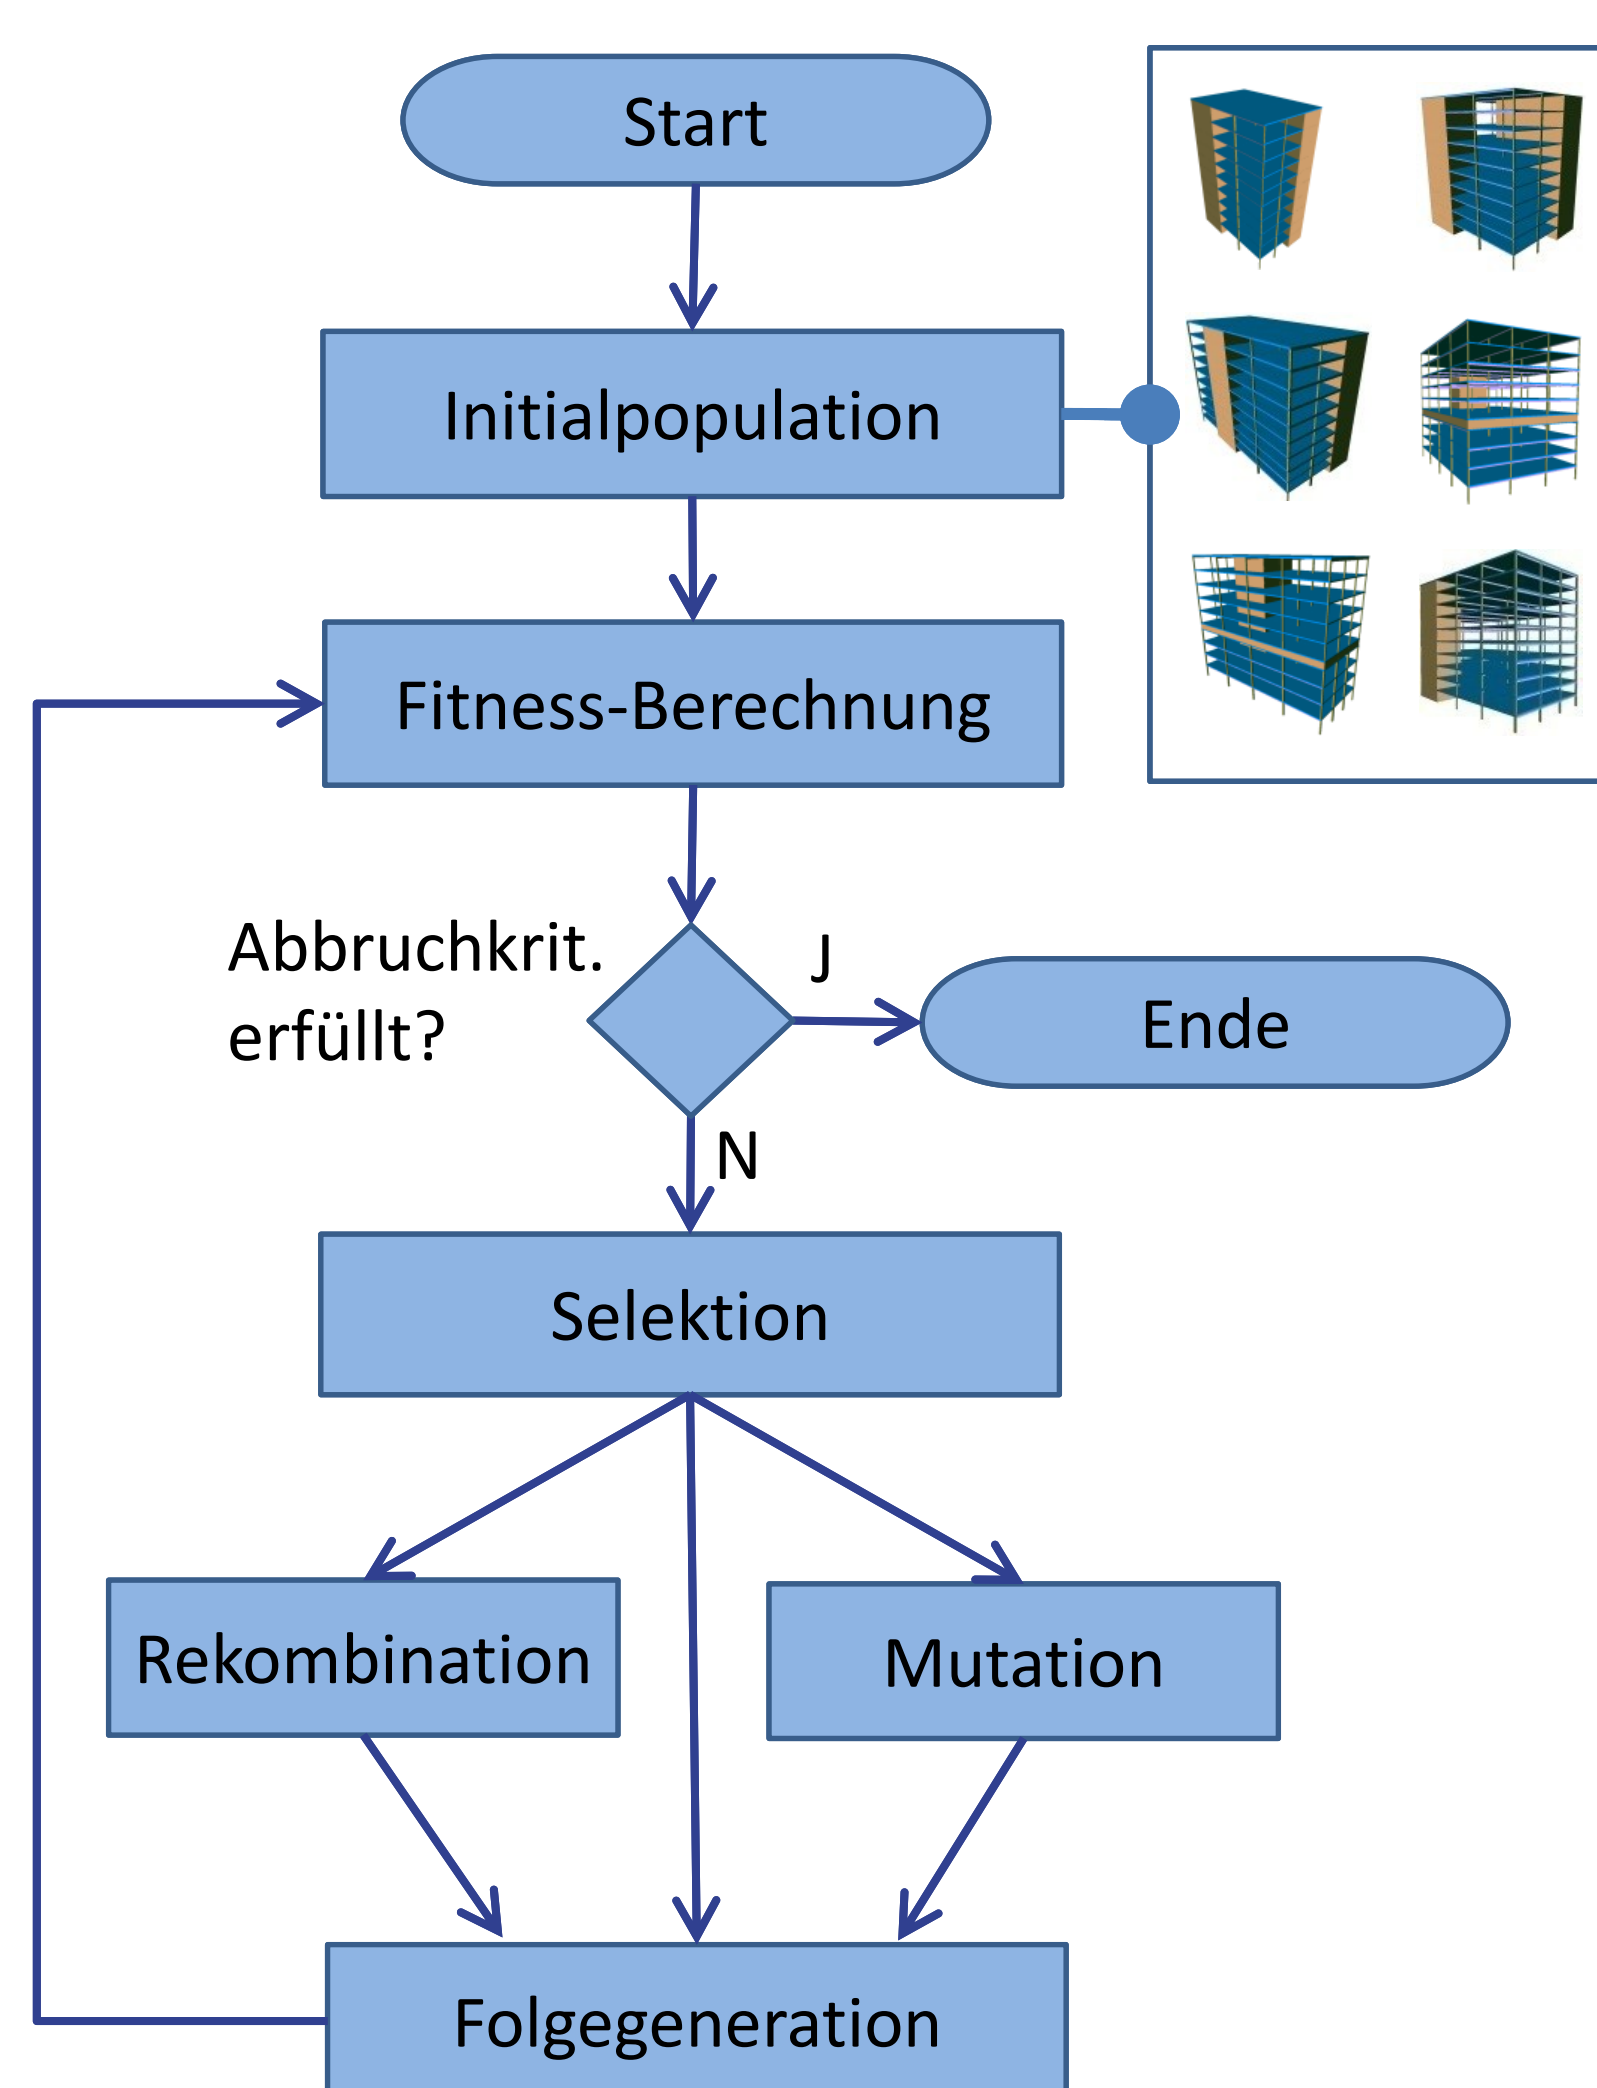 Start
Initialpopulation
Fitness-Berechnung
Abbruchkrit.
erfüllt?
J
Ende
N
Selektion
Rekombination
Mutation
Folgegeneration